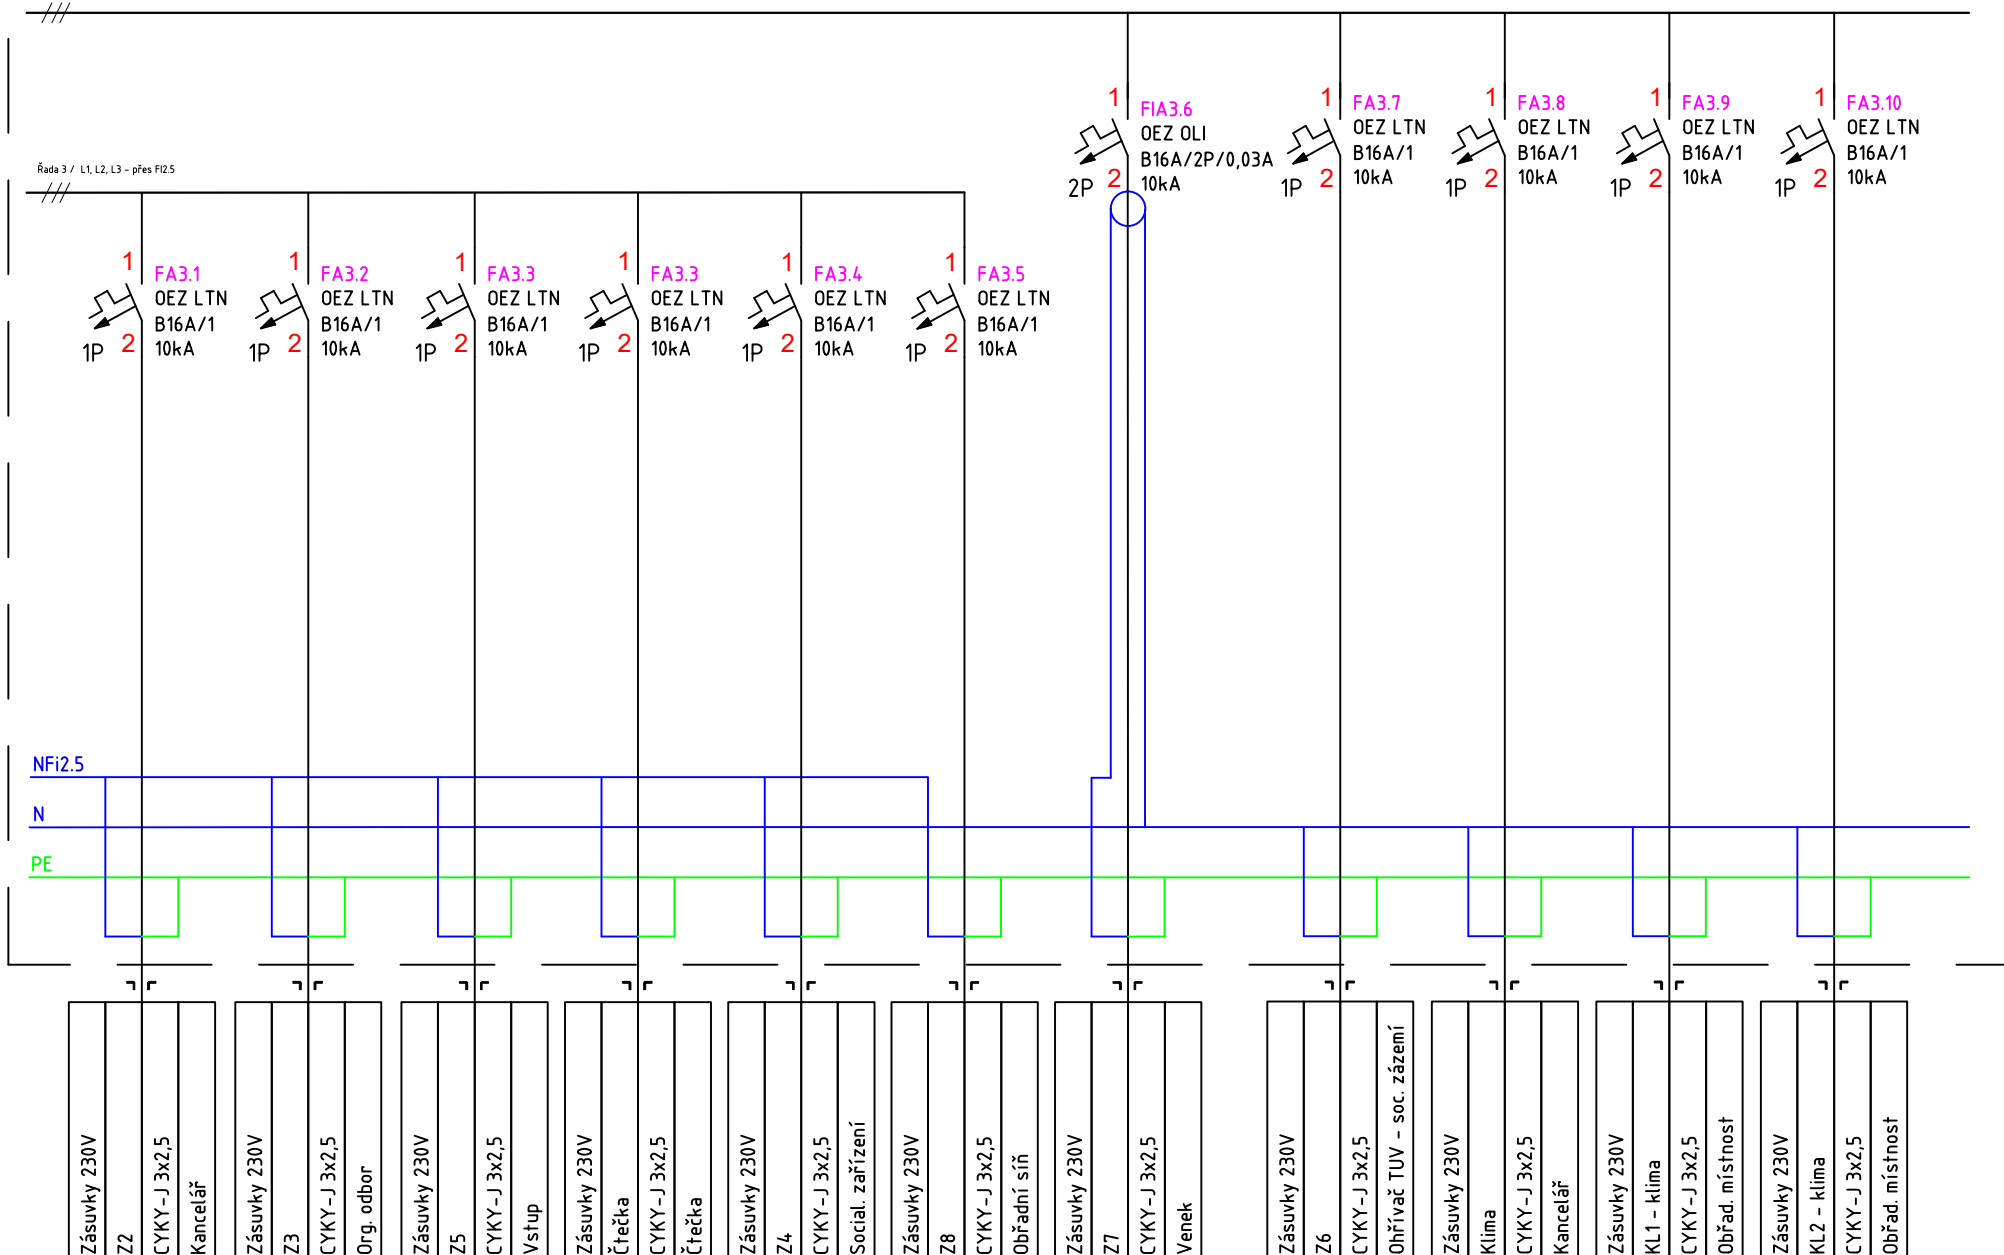 Řada 3 / L1, L2, L3 - přes FI2.5
1
FIA3.6
OEZ OLI
B16A/2P/0,03A
10kA
2P
2
1
FA3.7
OEZ LTN
B16A/1
10kA
1P
2
1
FA3.8
OEZ LTN
B16A/1
10kA
1P
2
1
FA3.9
OEZ LTN
B16A/1
10kA
1P
2
1
FA3.10
OEZ LTN
B16A/1
10kA
1P
2
1
FA3.1
OEZ LTN
B16A/1
10kA
1P
2
1
FA3.2
OEZ LTN
B16A/1
10kA
1P
2
1
FA3.3
OEZ LTN
B16A/1
10kA
1P
2
1
FA3.3
OEZ LTN
B16A/1
10kA
1P
2
1
FA3.4
OEZ LTN
B16A/1
10kA
1P
2
1
FA3.5
OEZ LTN
B16A/1
10kA
1P
2
NFi2.5
N
PE
Zásuvky 230V
Z2
CYKY-J 3x2,5
Kancelář
Zásuvky 230V
Z3
CYKY-J 3x2,5
Org. odbor
Zásuvky 230V
Z5
CYKY-J 3x2,5
Vstup
Zásuvky 230V
Čtečka
CYKY-J 3x2,5
Čtečka
Zásuvky 230V
Z4
CYKY-J 3x2,5
Social. zařízení
Zásuvky 230V
Z8
CYKY-J 3x2,5
Obřadní síň
Zásuvky 230V
Z7
CYKY-J 3x2,5
Venek
Zásuvky 230V
Z6
CYKY-J 3x2,5
Ohřívač TUV - soc. zázemí
Zásuvky 230V
Klima
CYKY-J 3x2,5
Kancelář
Zásuvky 230V
KL1 - klima
CYKY-J 3x2,5
Obřad. místnost
Zásuvky 230V
KL2 - klima
CYKY-J 3x2,5
Obřad. místnost